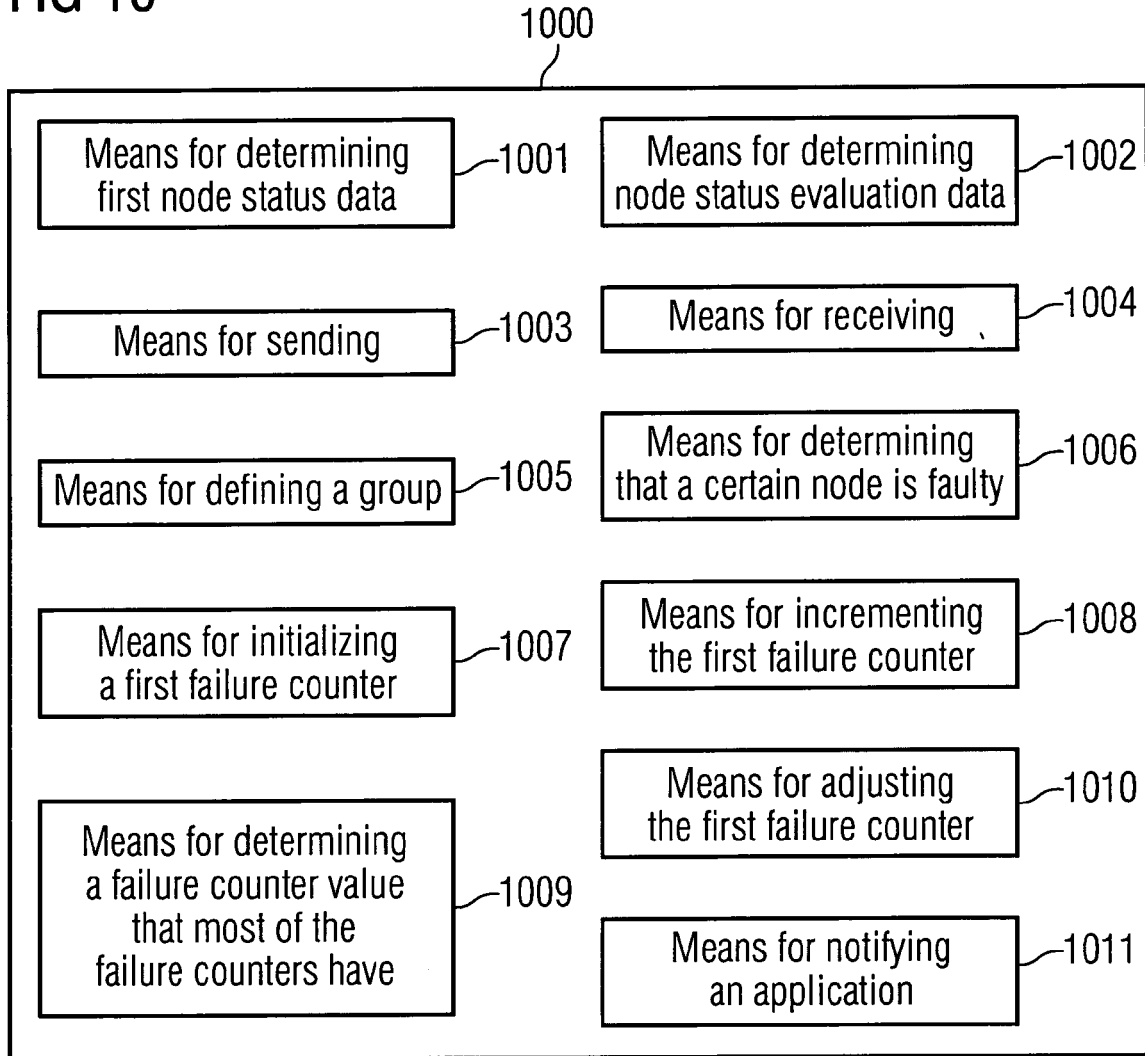 FIG 10
1000
Means for determining
first node status data
1001
Means for determining
node status evaluation data
1002
Means for sending
1003
Means for receiving
1004
Means for defining a group
1005
Means for determining
that a certain node is faulty
1006
Means for initializing
a first failure counter
1007
Means for incrementing
the first failure counter
1008
Means for determining
a failure counter value
that most of the
failure counters have
1009
Means for adjusting
the first failure counter
1010
Means for notifying
an application
1011